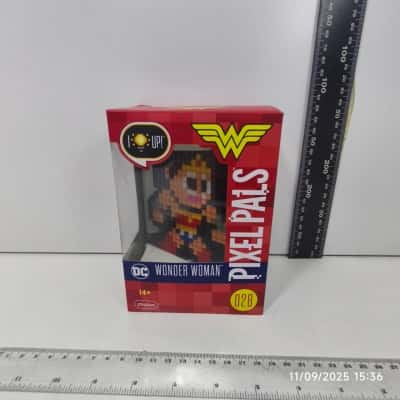 UP!
PIXEL PALS
DC
WONDER WOMAN
14+
028
11/09/2025 15:36